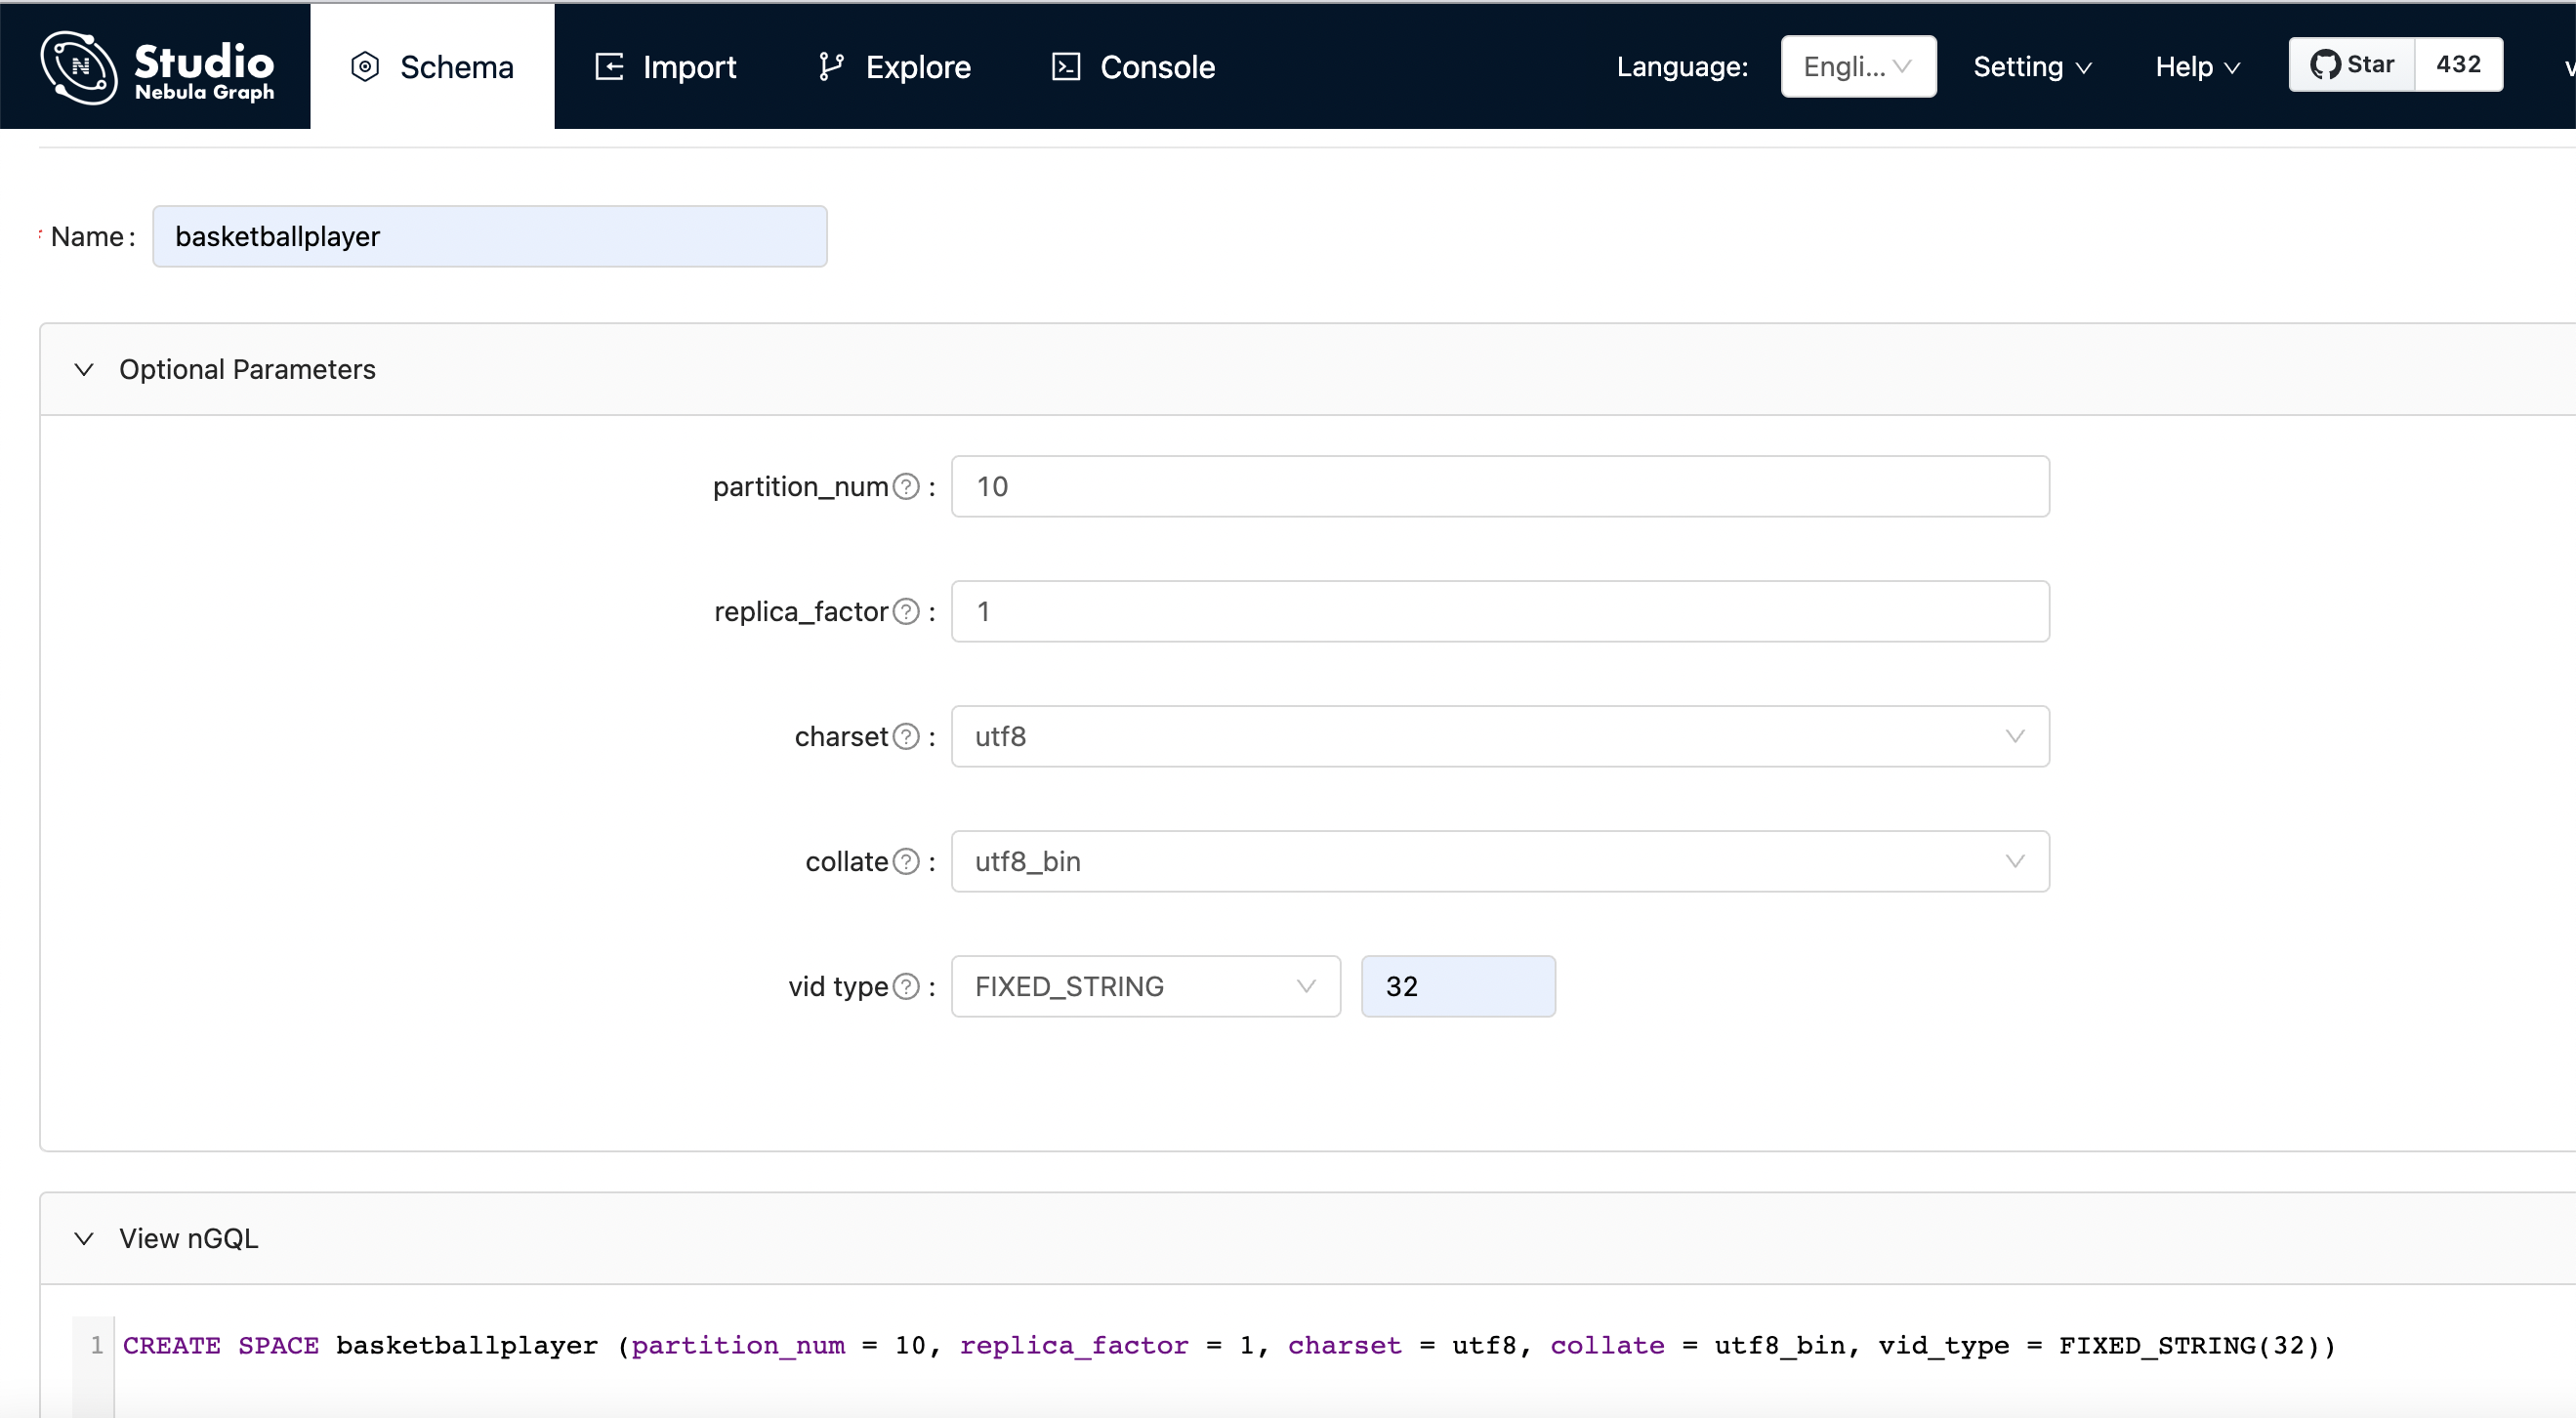 Studio
Nebula Graph
Schema
Import
Explore
Console
Language:
Engli...
Setting
Help
Star
432
v
* Name :
basketballplayer
Optional Parameters
partition_num ? : 10
replica_factor ? : 1
charset ? : utf8
collate ? : utf8_bin
vid type ? : FIXED_STRING 32
View nGQL
1 CREATE SPACE basketballplayer (partition_num = 10, replica_factor = 1, charset = utf8, collate = utf8_bin, vid_type = FIXED_STRING(32))